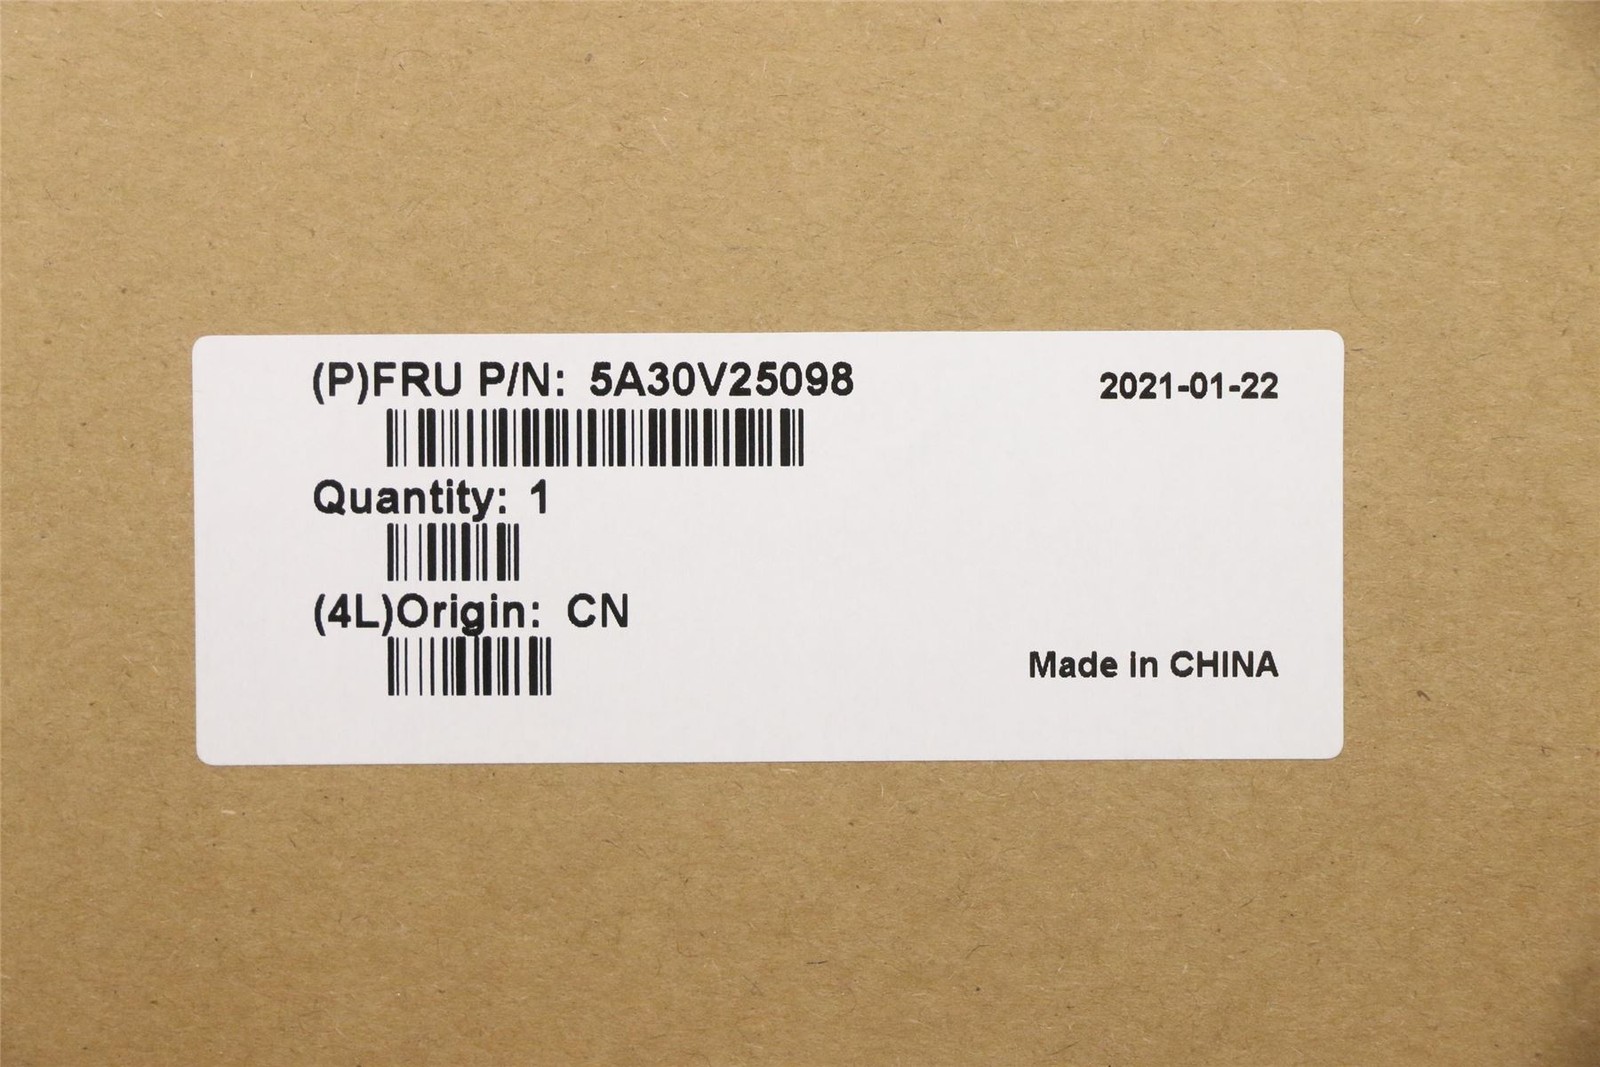 (P)FRU P/N: 5A30V25098
2021-01-22
Quantity: 1
(4L)Origin: CN
Made in CHINA